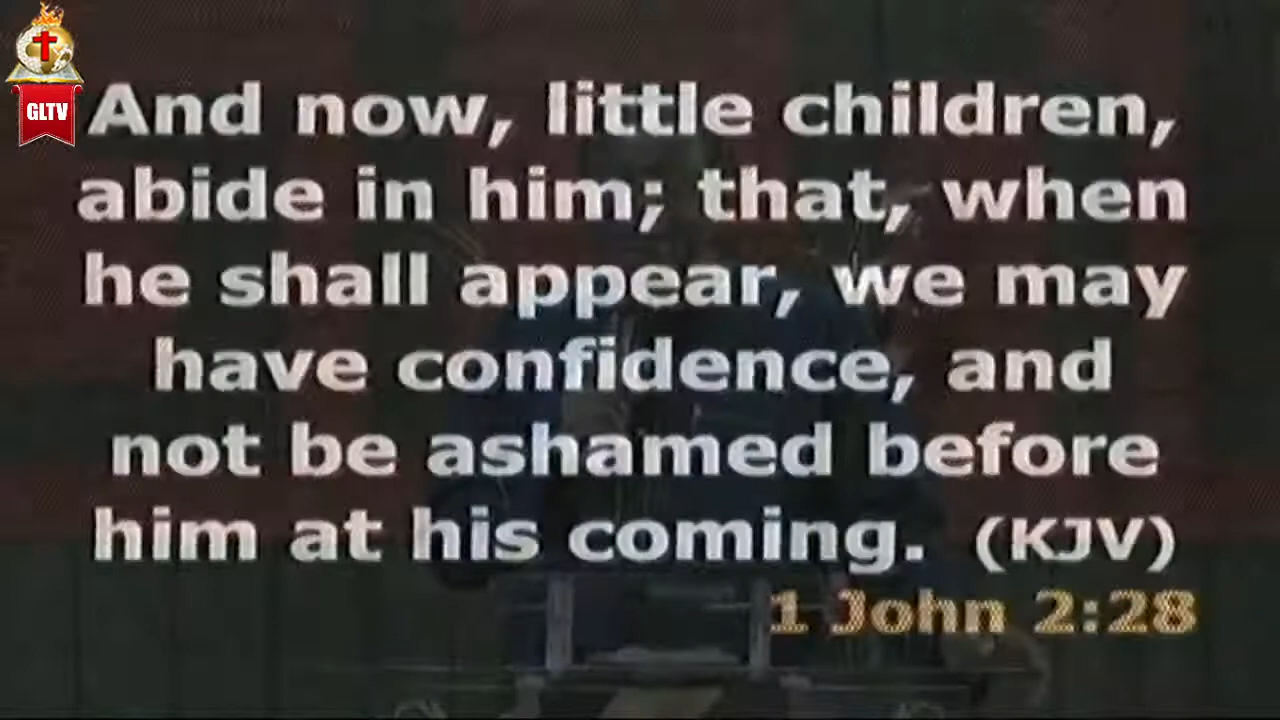 GLTV
And now, little children,
abide in him; that, when
he shall appear, we may
have confidence, and
not be ashamed before
him at his coming. (KJV)
1 John 2:28